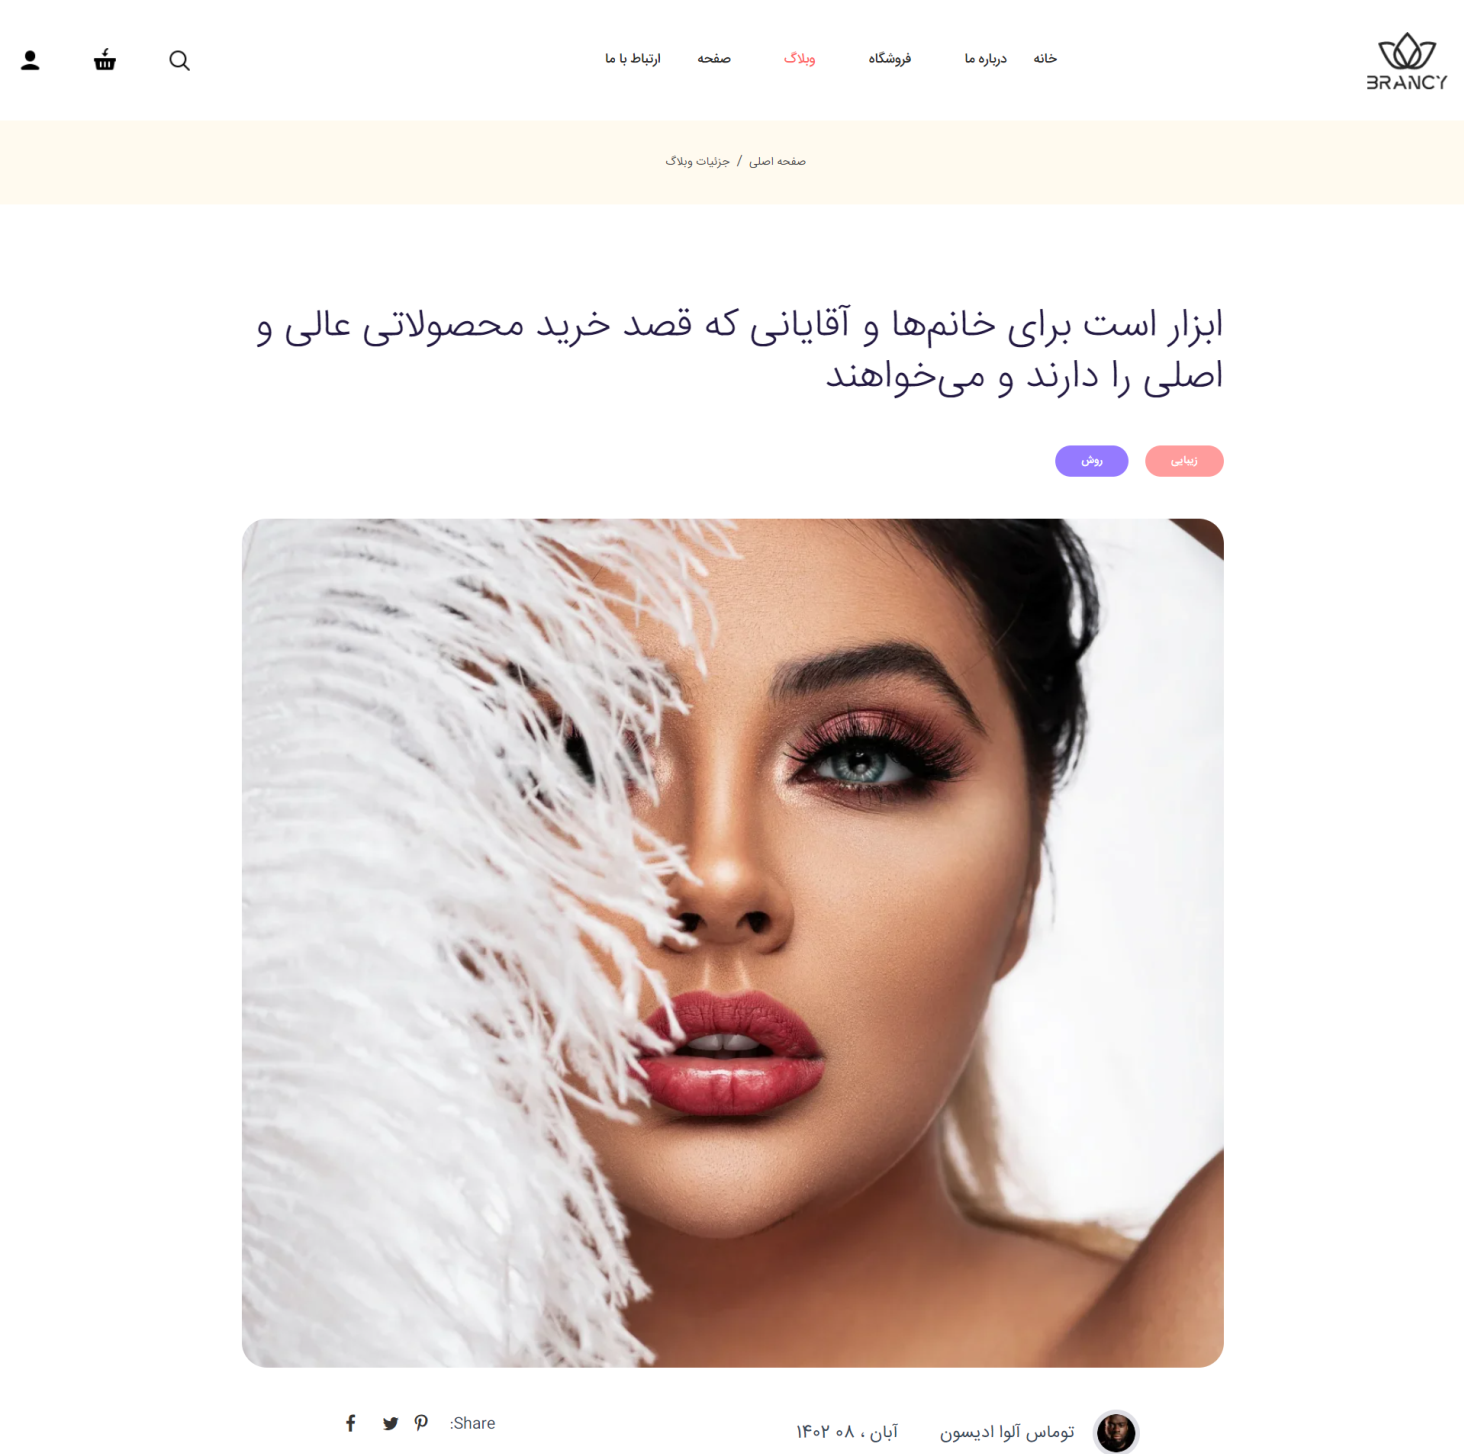 BRANCY
خانه
درباره ما
فروشگاه
وبلاگ
صفحه
ارتباط با ما
صفحه اصلی / جزئیات وبلاگ
ابزار است برای خانم‌ها و آقایانی که قصد خرید محصولاتی عالی و
اصلی را دارند و می‌خواهند
زیبایی
روش
توماس آلوا ادیسون
آبان ، ۰۸ ۱۴۰۲
Share: